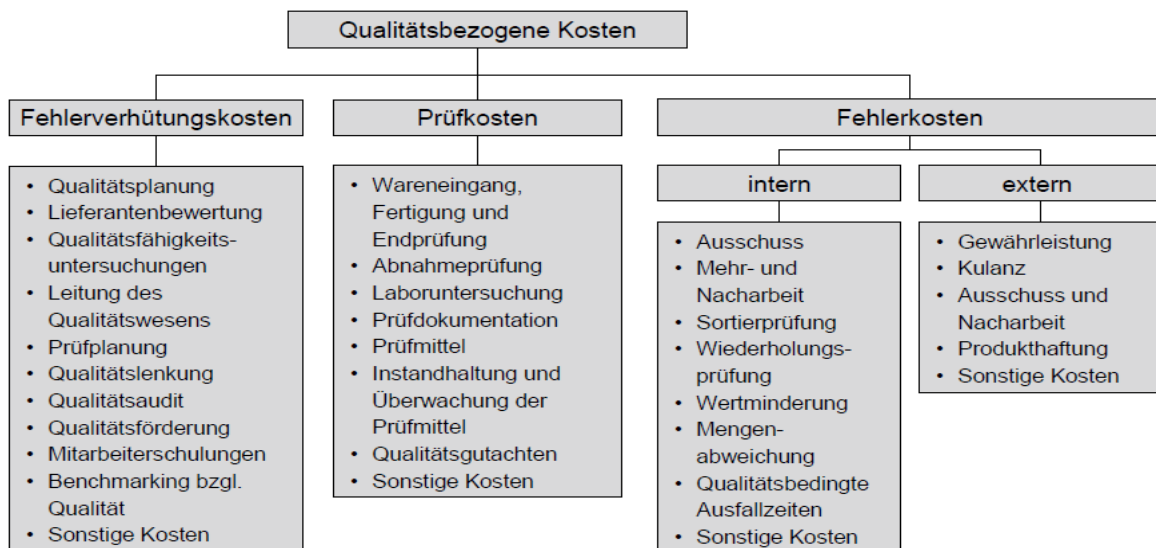 Qualitätsbezogene Kosten
Fehlerverhütungskosten
• Qualitätsplanung
• Lieferantenbewertung
• Qualitätsfähigkeits-
untersuchungen
• Leitung des
Qualitätswesens
• Prüfplanung
• Qualitätslenkung
• Qualitätsaudit
• Qualitätsförderung
• Mitarbeiterschulungen
• Benchmarking bzgl.
Qualität
• Sonstige Kosten
Prüfkosten
• Wareneingang,
Fertigung und
Endprüfung
• Abnahmeprüfung
• Laboruntersuchung
• Prüfdokumentation
• Prüfmittel
• Instandhaltung und
Überwachung der
Prüfmittel
• Qualitätsgutachten
• Sonstige Kosten
Fehlerkosten
intern
• Ausschuss
• Mehr- und
Nacharbeit
• Sortierprüfung
• Wiederholungs-
prüfung
• Wertminderung
• Mengen-
abweichung
• Qualitätsbedingte
Ausfallzeiten
• Sonstige Kosten
extern
• Gewährleistung
• Kulanz
• Ausschuss und
Nacharbeit
• Produkthaftung
• Sonstige Kosten